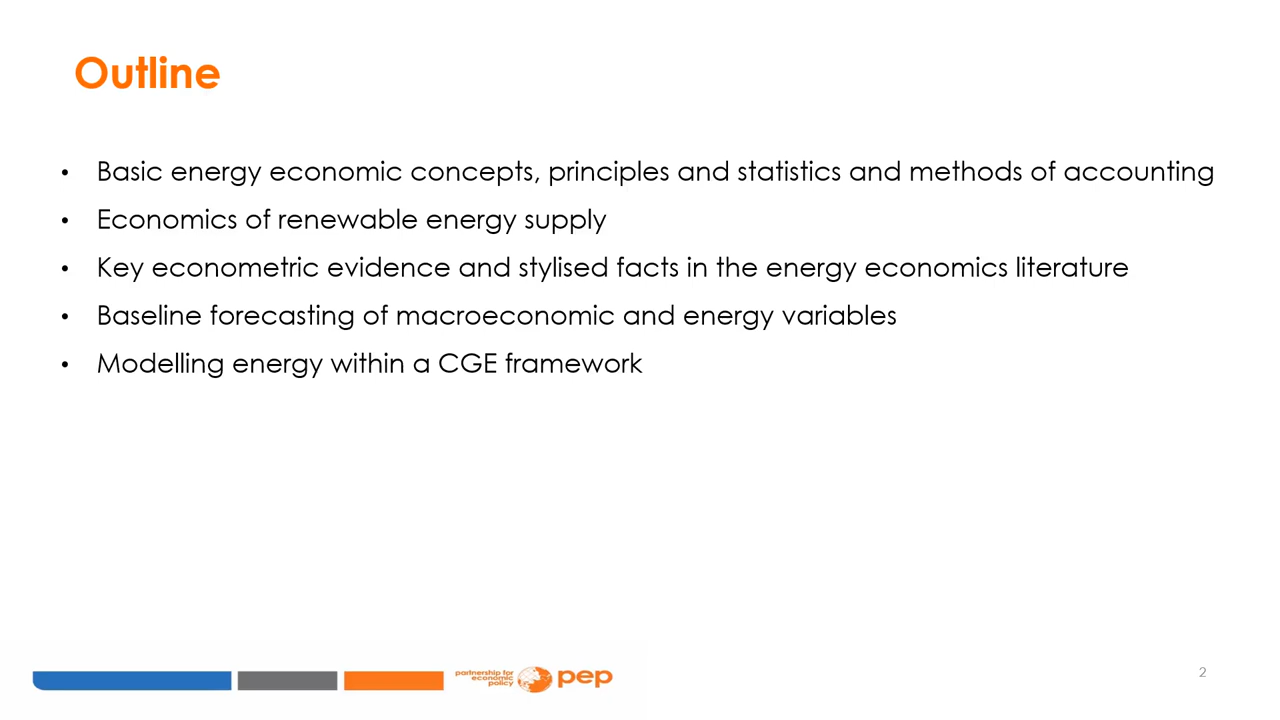 Outline
• Basic energy economic concepts, principles and statistics and methods of accounting
• Economics of renewable energy supply
• Key econometric evidence and stylised facts in the energy economics literature
• Baseline forecasting of macroeconomic and energy variables
• Modelling energy within a CGE framework
partnership for
economic
policy
pep
2